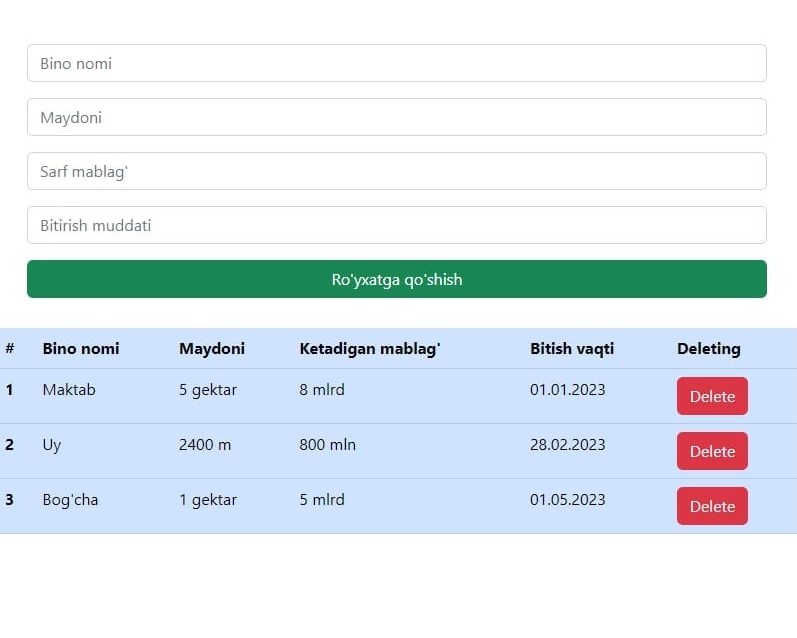 Bino nomi
Maydoni
Sarf mablag'
Bitirish muddati
Ro'yxatga qo'shish
# Bino nomi Maydoni Ketadigan mablag' Bitish vaqti Deleting
1 Maktab 5 gektar 8 mlrd 01.01.2023 Delete
2 Uy 2400 m 800 mln 28.02.2023 Delete
3 Bog'cha 1 gektar 5 mlrd 01.05.2023 Delete